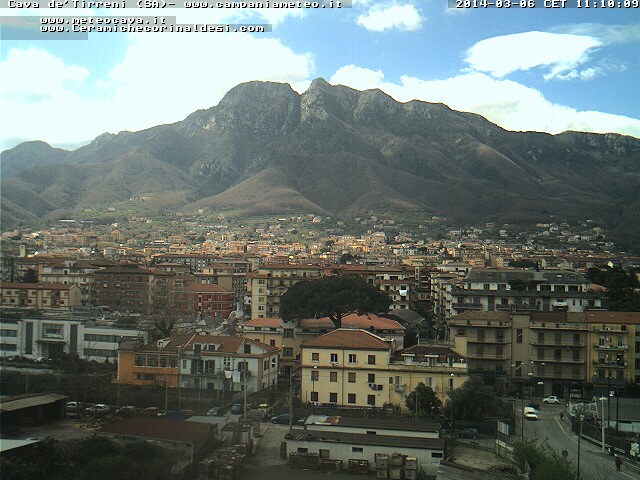 Cava de'Tirreni (SA)- www.campaniameteo.it
2014-03-06 CET 11:10:09
www.meteocava.it
www.Ceramichecorinaldesi.com